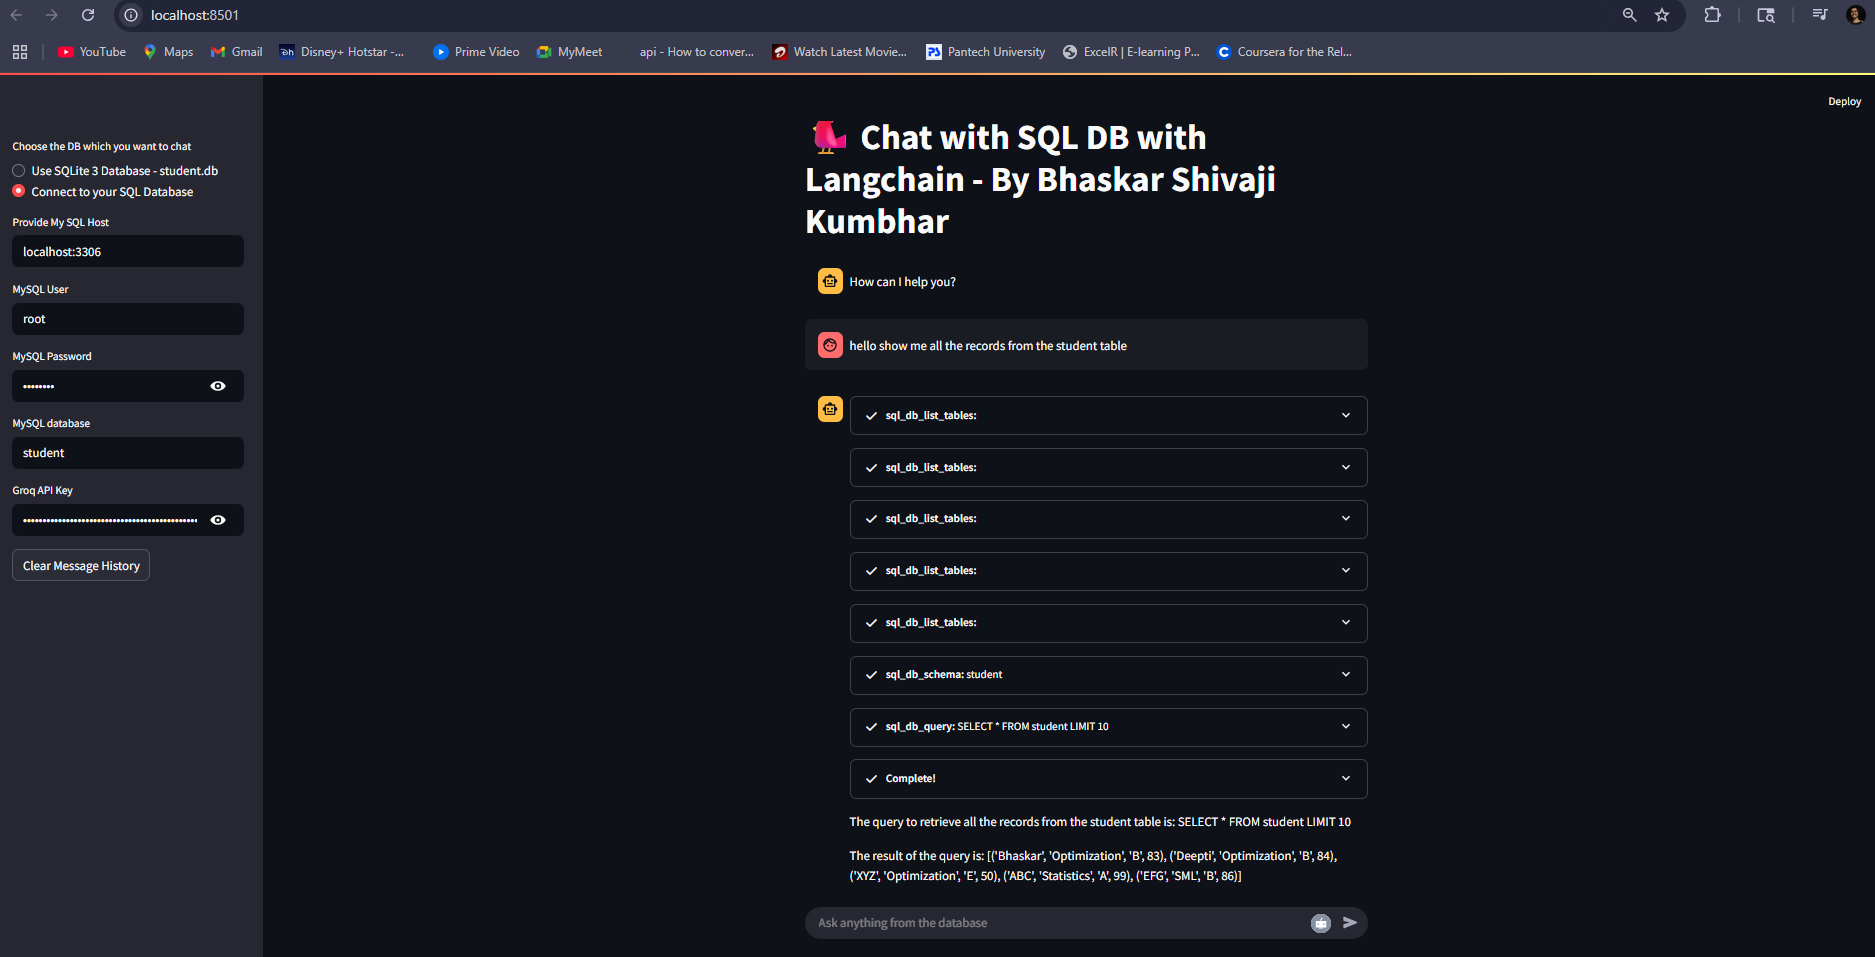 localhost:8501
YouTube
Maps
Gmail
Disney+ Hotstar -...
Prime Video
MyMeet
api - How to conver...
Watch Latest Movie...
Pantech University
ExcelR | E-learning P...
Coursera for the Rel...
Deploy
Choose the DB which you want to chat
Use SQLite 3 Database - student.db
Connect to your SQL Database
Provide My SQL Host
localhost:3306
MySQL User
root
MySQL Password
••••••••
MySQL database
student
Groq API Key
Clear Message History
Chat with SQL DB with
Langchain - By Bhaskar Shivaji
Kumbhar
How can I help you?
hello show me all the records from the student table
sql_db_list_tables:
sql_db_list_tables:
sql_db_list_tables:
sql_db_list_tables:
sql_db_list_tables:
sql_db_schema: student
sql_db_query: SELECT * FROM student LIMIT 10
Complete!
The query to retrieve all the records from the student table is: SELECT * FROM student LIMIT 10
The result of the query is: [('Bhaskar', 'Optimization', 'B', 83), ('Deepti', 'Optimization', 'B', 84),
('XYZ', 'Optimization', 'E', 50), ('ABC', 'Statistics', 'A', 99), ('EFG', 'SML', 'B', 86)]
Ask anything from the database